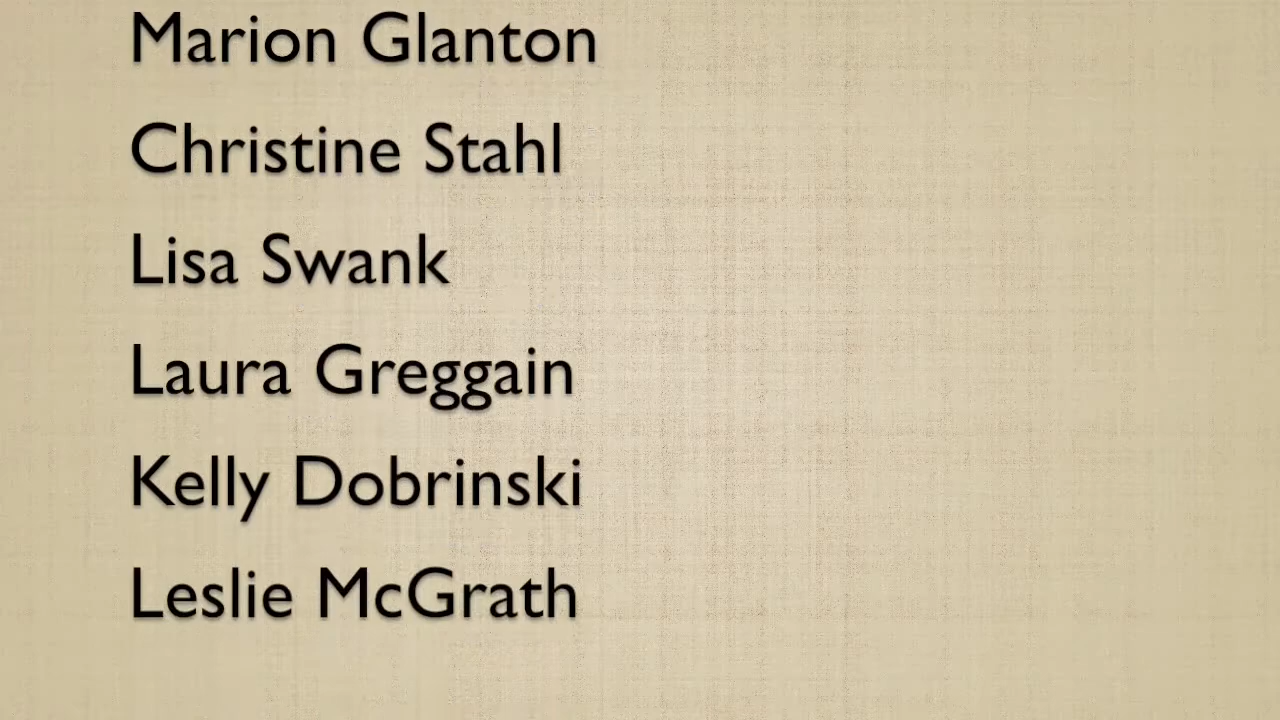 Marion Glanton
Christine Stahl
Lisa Swank
Laura Greggain
Kelly Dobrinski
Leslie McGrath